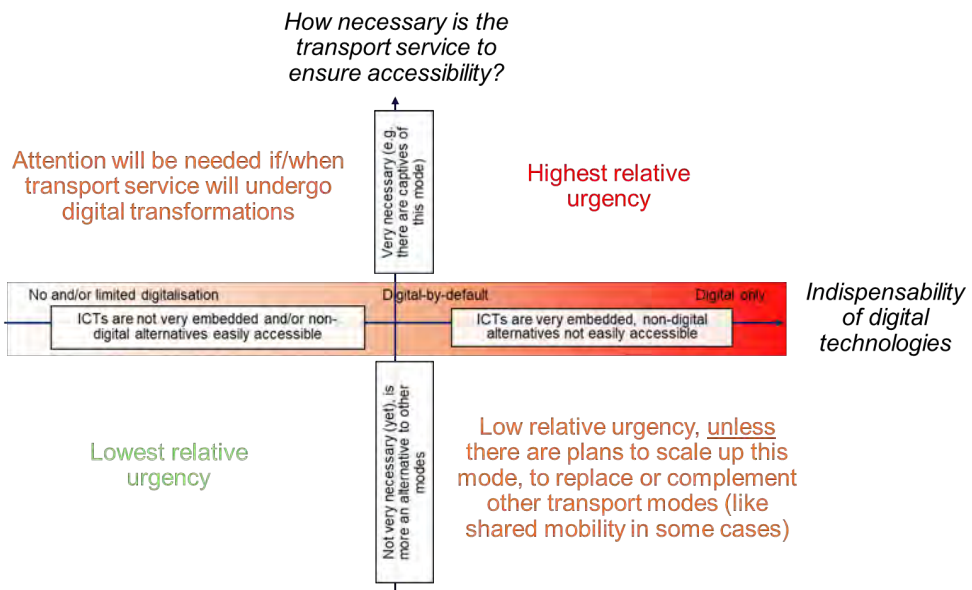 How necessary is the
transport service to
ensure accessibility?
Attention will be needed if/when
transport service will undergo
digital transformations
Very necessary (e.g.
there are captives of
this mode)
Highest relative
urgency
No and/or limited digitalisation
Digital-by-default
Digital only
ICTs are not very embedded and/or non-
digital alternatives easily accessible
ICTs are very embedded, non-digital
alternatives not easily accessible
Indispensability
of digital
technologies
Lowest relative
urgency
Not very necessary (yet), is
more an alternative to other
modes
Low relative urgency, unless
there are plans to scale up this
mode, to replace or complement
other transport modes (like
shared mobility in some cases)